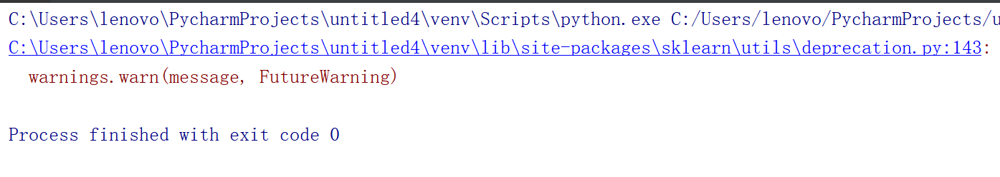 C:\Users\lenovo\PycharmProjects\untitled4\venv\Scripts\python.exe C:/Users/lenovo/PycharmProjects/u
C:\Users\lenovo\PycharmProjects\untitled4\venv\lib\site-packages\sklearn\utils\deprecation.py:143:
warnings.warn(message, FutureWarning)
Process finished with exit code 0